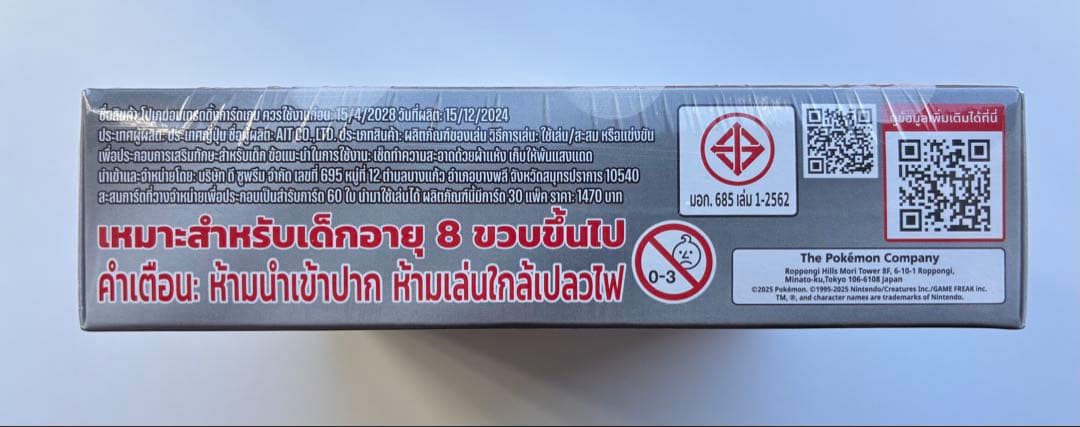 ชื่อสินค้า: โปเกมอนเทรดดิ้งการ์ดเกม ควรใช้งานก่อน: 15/4/2028 วันที่ผลิต: 15/12/2024
ประเทศผู้ผลิต: ประเทศญี่ปุ่น ชื่อผู้ผลิต: AIT CO.,LTD. ประเภทสินค้า: ผลิตภัณฑ์ของเล่น วิธีการเล่น: ใช้เล่น/สะสม หรือแข่งขัน
เพื่อประกอบการเสริมทักษะสำหรับเด็ก ข้อแนะนำในการใช้งาน: เช็ดทำความสะอาดด้วยผ้าแห้ง เก็บให้พ้นแสงแดด
นำเข้าและจำหน่ายโดย: บริษัท ดี ซูพรีม จำกัด เลขที่ 695 หมู่ที่ 12 ตำบลบางแก้ว อำเภอบางพลี จังหวัดสมุทรปราการ 10540
สะสมการ์ดที่วางจำหน่ายเพื่อประกอบเป็นสำรับการ์ด 60 ใบ นำมาใช้เล่นได้ ผลิตภัณฑ์นี้มีการ์ด 30 แพ็ค ราคา: 1470 บาท
เหมาะสำหรับเด็กอายุ 8 ขวบขึ้นไป
คำเตือน: ห้ามนำเข้าปาก ห้ามเล่นใกล้เปลวไฟ
0-3
มอก. 685 เล่ม 1-2562
ดูข้อมูลเพิ่มเติมได้ที่นี่
The Pokémon Company
Roppongi Hills Mori Tower 8F, 6-10-1 Roppongi,
Minato-ku,Tokyo 106-6108 Japan
©2025 Pokémon. ©1995-2025 Nintendo/Creatures Inc./GAME FREAK inc.
TM, ®, and character names are trademarks of Nintendo.